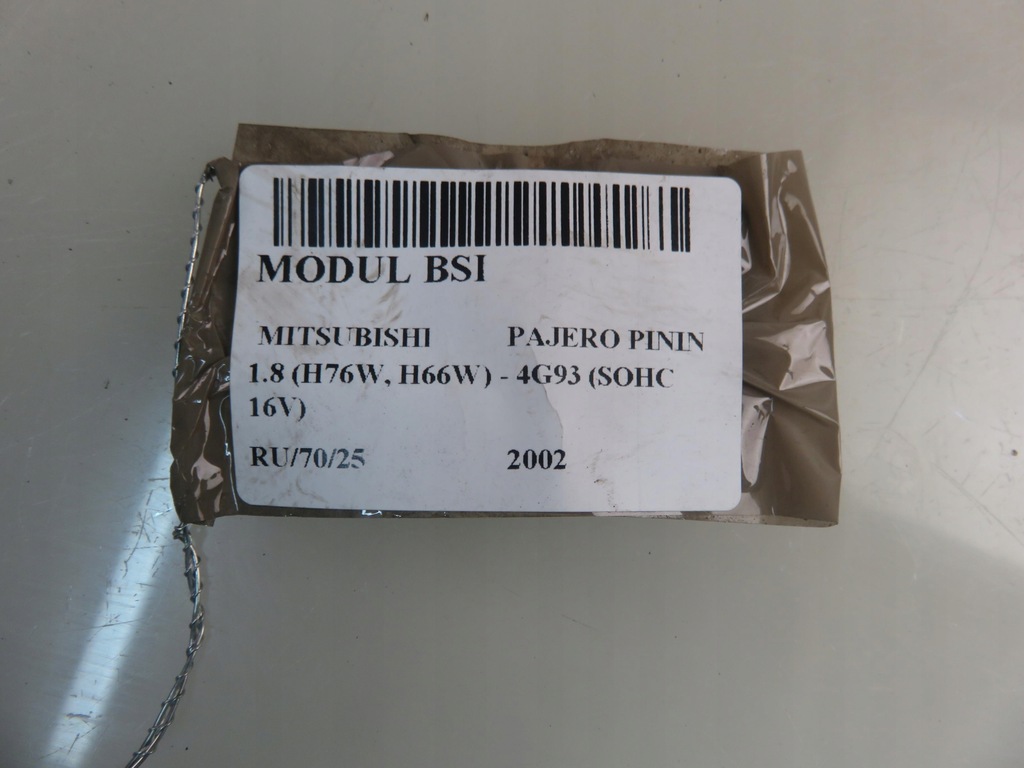 MODUL BSI
MITSUBISHI PAJERO PININ
1.8 (H76W, H66W) - 4G93 (SOHC
16V)
RU/70/25 2002